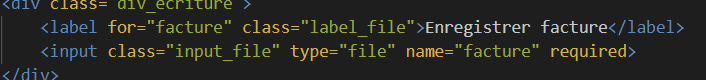 <div class="div_ecriture">
<label for="facture" class="label_file">Enregistrer facture</label>
<input class="input_file" type="file" name="facture" required>
</div>